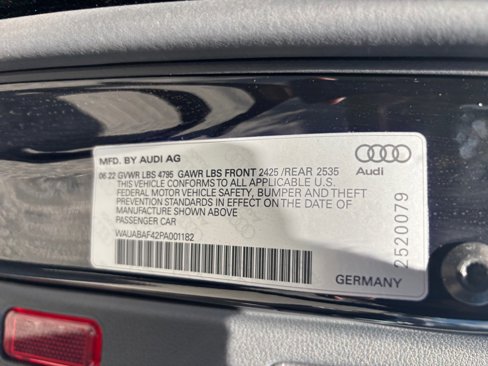 MFD. BY AUDI AG
06-22 GVWR LBS 4795 GAWR LBS FRONT 2425 /REAR 2535
THIS VEHICLE CONFORMS TO ALL APPLICABLE U.S.
FEDERAL MOTOR VEHICLE SAFETY, BUMPER AND THEFT
PREVENTION STANDARDS IN EFFECT ON THE DATE OF
MANUFACTURE SHOWN ABOVE
PASSENGER CAR
WAUABAF42PA001182
Audi
2520079
GERMANY